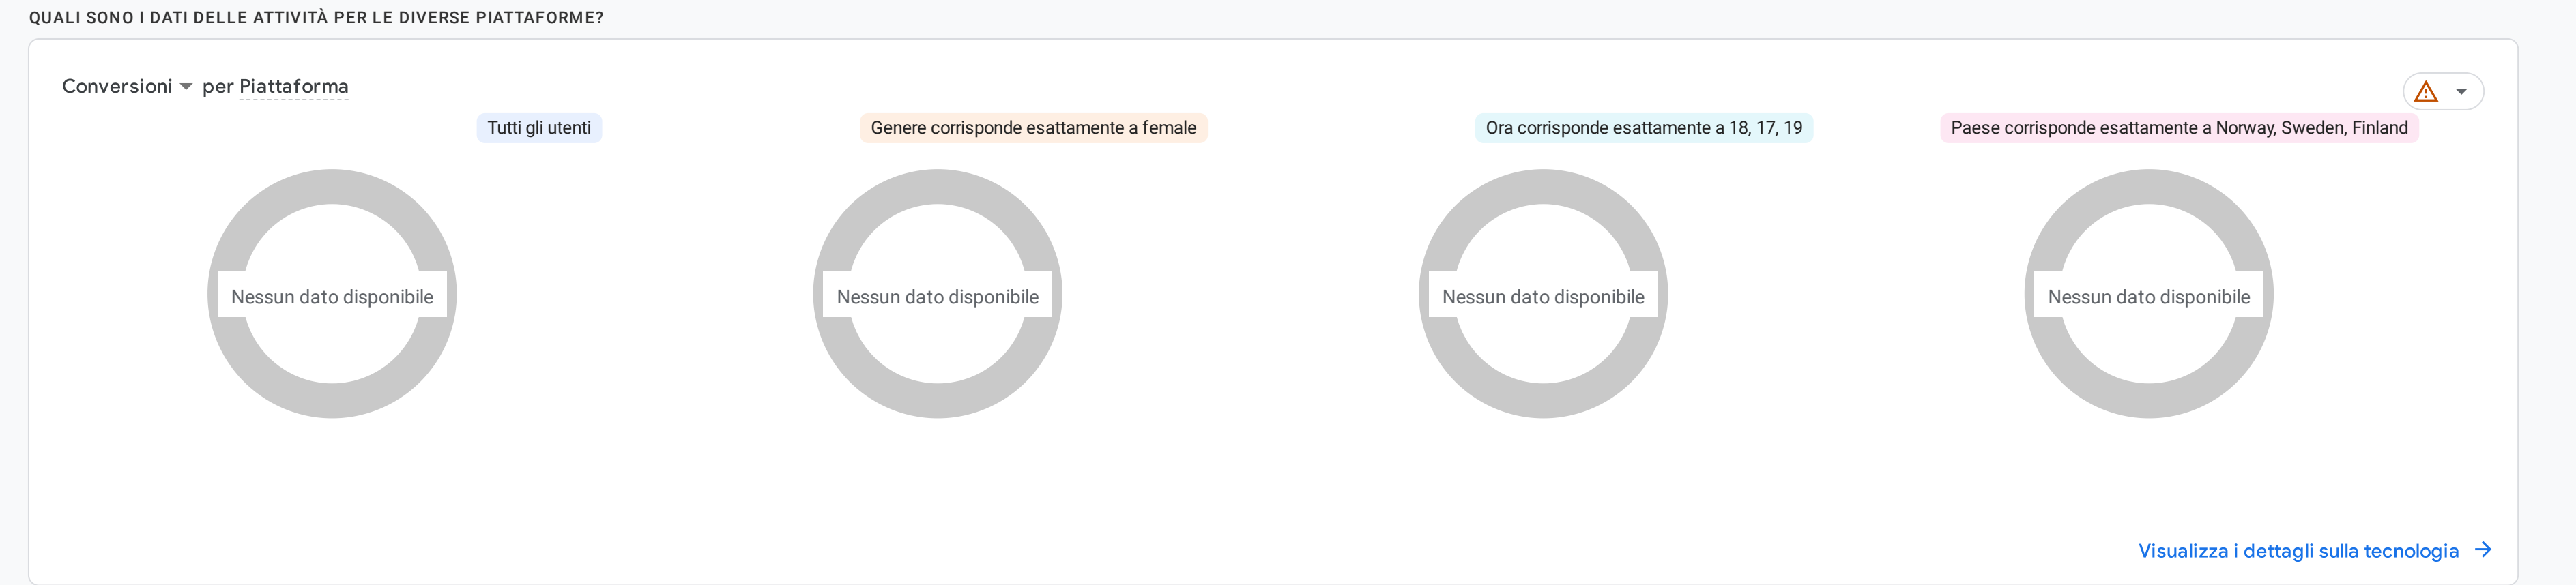 QUALI SONO I DATI DELLE ATTIVITÀ PER LE DIVERSE PIATTAFORME?
Conversioni per Piattaforma
Tutti gli utenti
Genere corrisponde esattamente a female
Ora corrisponde esattamente a 18, 17, 19
Paese corrisponde esattamente a Norway, Sweden, Finland
Nessun dato disponibile
Nessun dato disponibile
Nessun dato disponibile
Nessun dato disponibile
Visualizza i dettagli sulla tecnologia